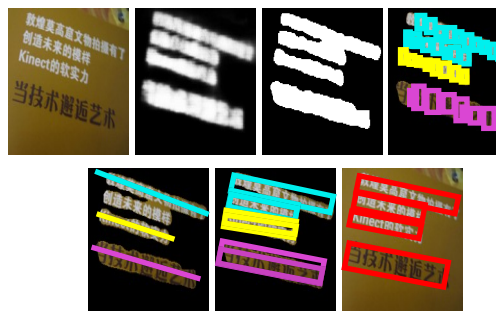 敦煌莫高直文物拍摄有了
创造未来的模样
Kinect的软实力
当技术邂逅艺术